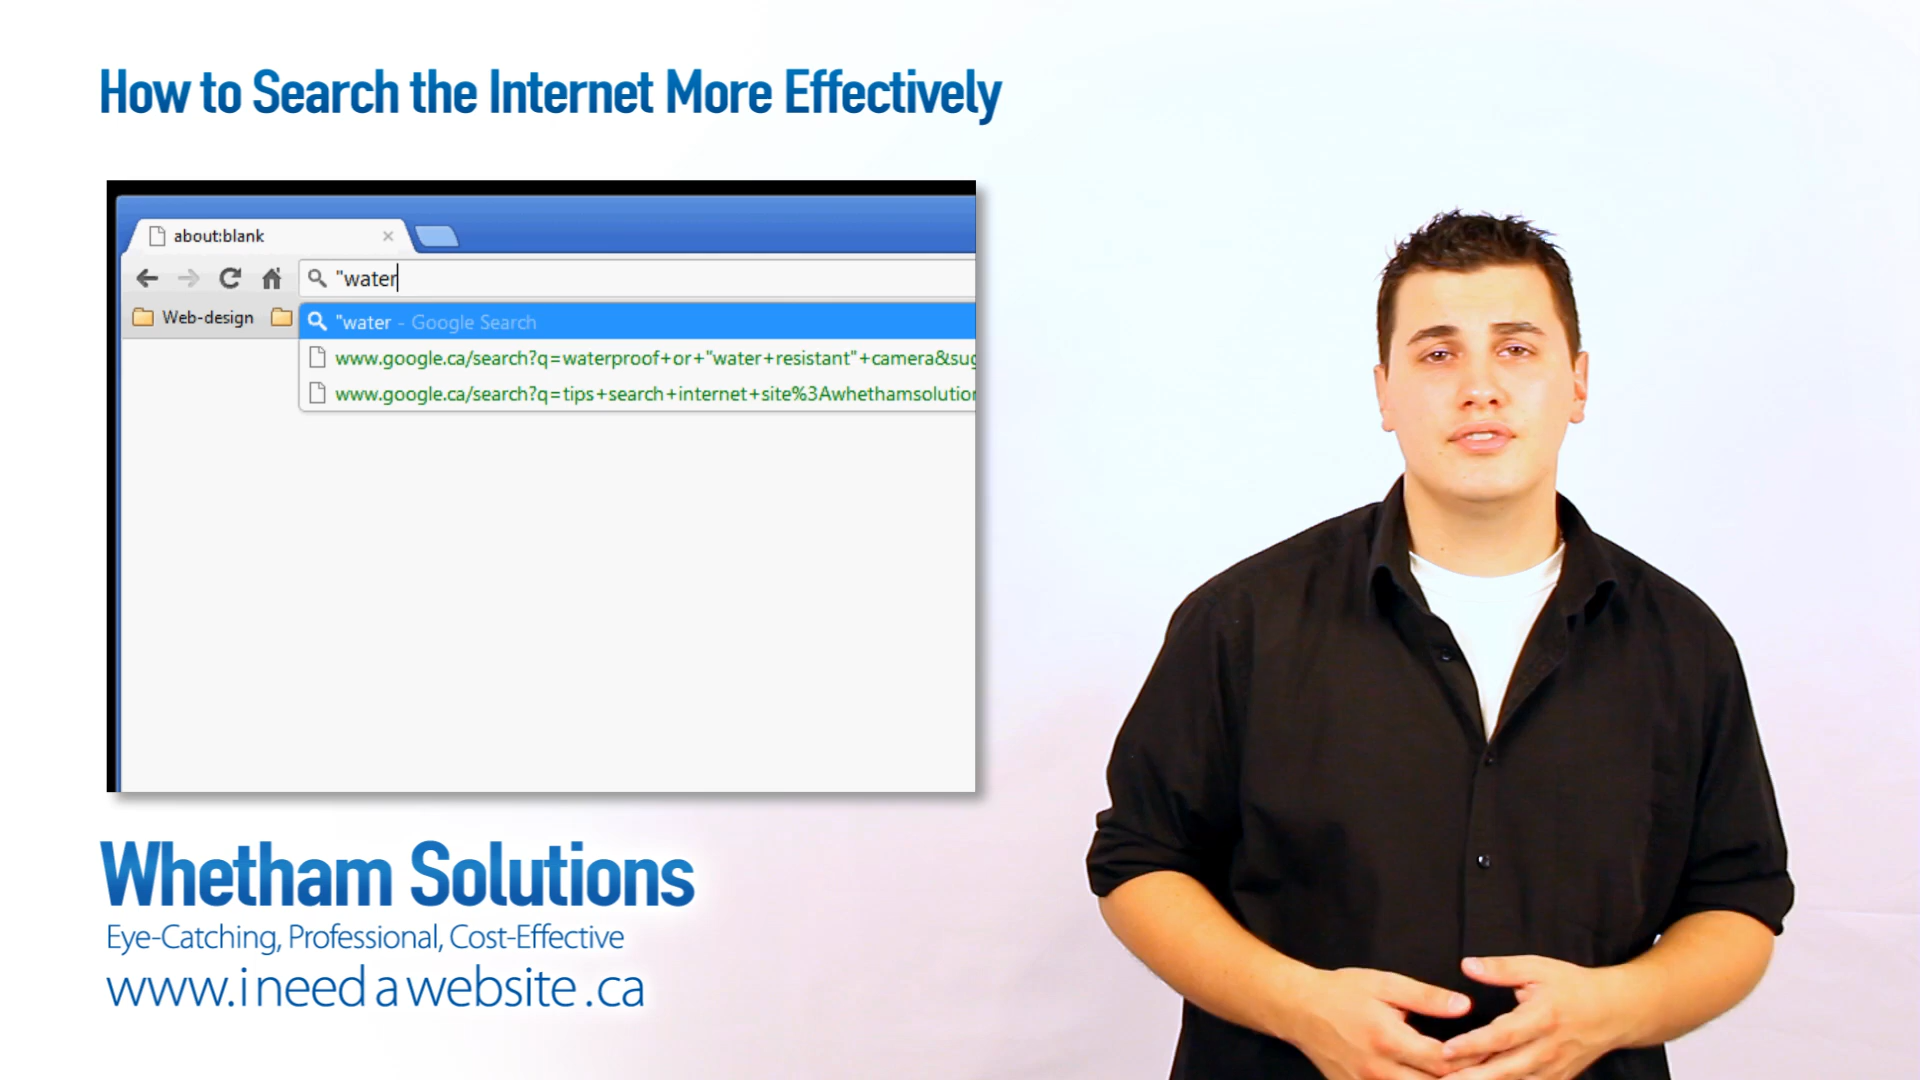 How to Search the Internet More Effectively
about:blank
"water
Web-design
"water - Google Search
www.google.ca/search?q=waterproof+or+"water+resistant"+camera&sug
www.google.ca/search?q=tips+search+internet+site%3Awhethamsolution
Whetham Solutions
Eye-Catching, Professional, Cost-Effective
www.ineedawebsite.ca